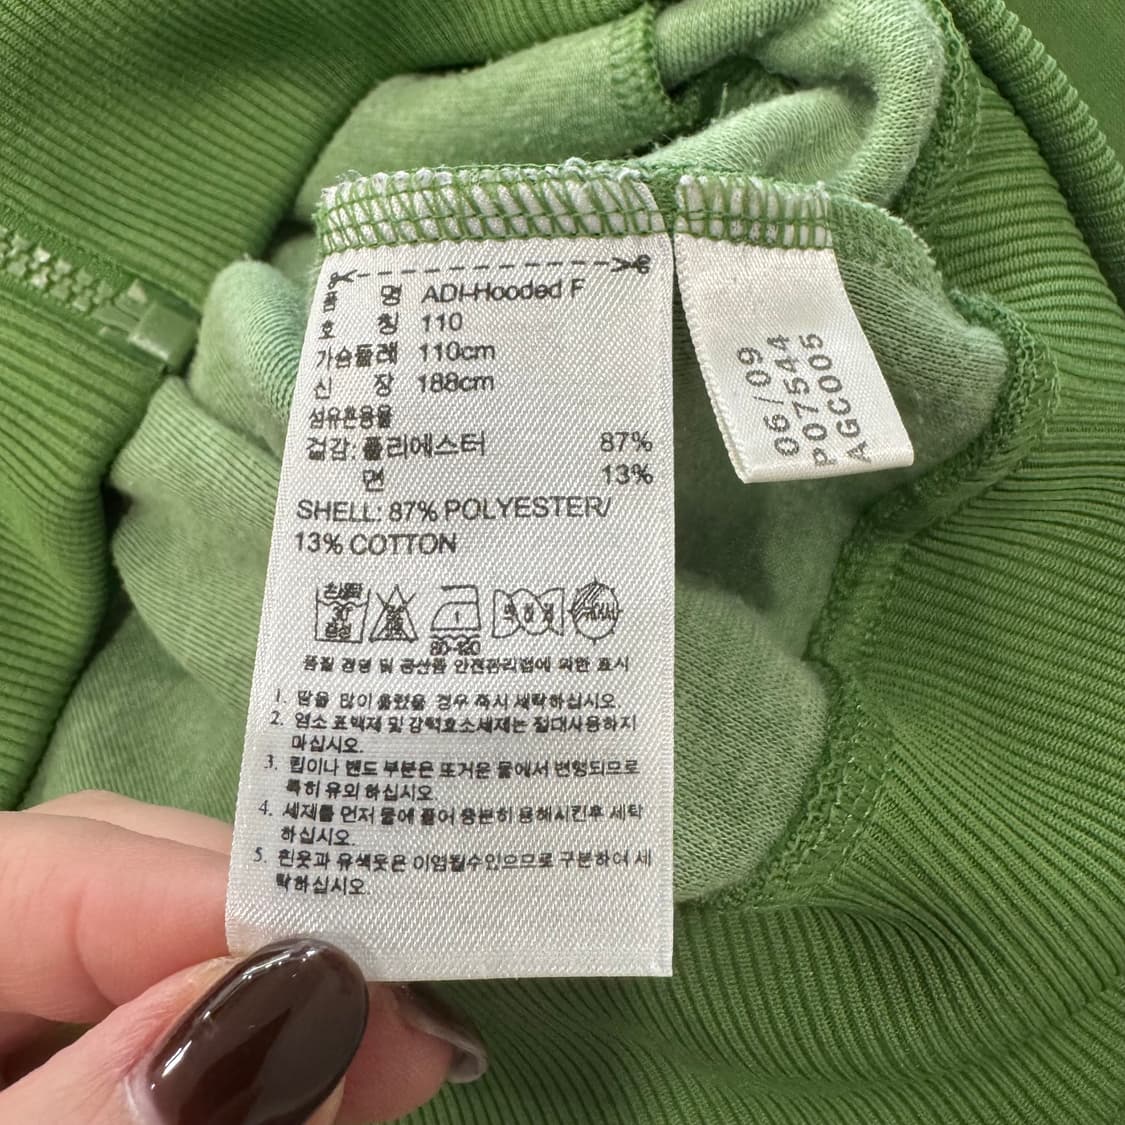 품 명 ADI-Hooded F
호 칭 110
가슴둘레 110cm
신 장 188cm
섬유혼용율
겉감: 폴리에스터 87%
면 13%
SHELL: 87% POLYESTER/
13% COTTON
80-120
품질 경영 및 공산품 안전관리법에 의한 표시
1. 땀을 많이 흘렸을 경우 즉시 세탁하십시오.
2. 염소 표백제 및 강력효소세제는 절대사용하지
마십시오.
3. 립이나 밴드 부분은 뜨거운 물에서 변형되므로
특히 유의 하십시오
4. 세제를 먼저 물에 풀어 충분히 용해시킨후 세탁
하십시오.
5. 흰옷과 유색옷은 이염될수있으므로 구분하여 세
탁하십시오.
06/09
P07544
AGC005